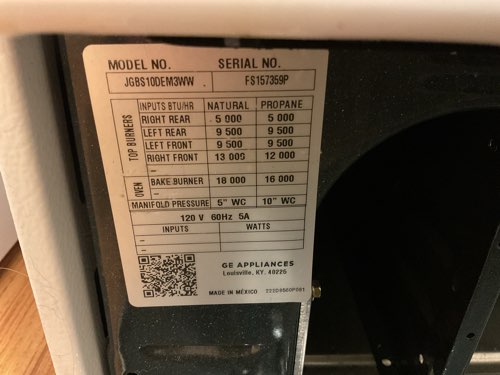 MODEL NO. SERIAL NO.
JGBS10DEM3WW FS157359P
TOP BURNERS
INPUTS BTU/HR NATURAL PROPANE
RIGHT REAR 5 000 5 000
LEFT REAR 9 500 9 500
LEFT FRONT 9 500 9 500
RIGHT FRONT 13 000 12 000
–
OVEN
BAKE BURNER 18 000 16 000
–
MANIFOLD PRESSURE 5" WC 10" WC
120 V 60Hz 5A
INPUTS WATTS
–
–
GE APPLIANCES
Louisville, KY. 40225
MADE IN MÉXICO